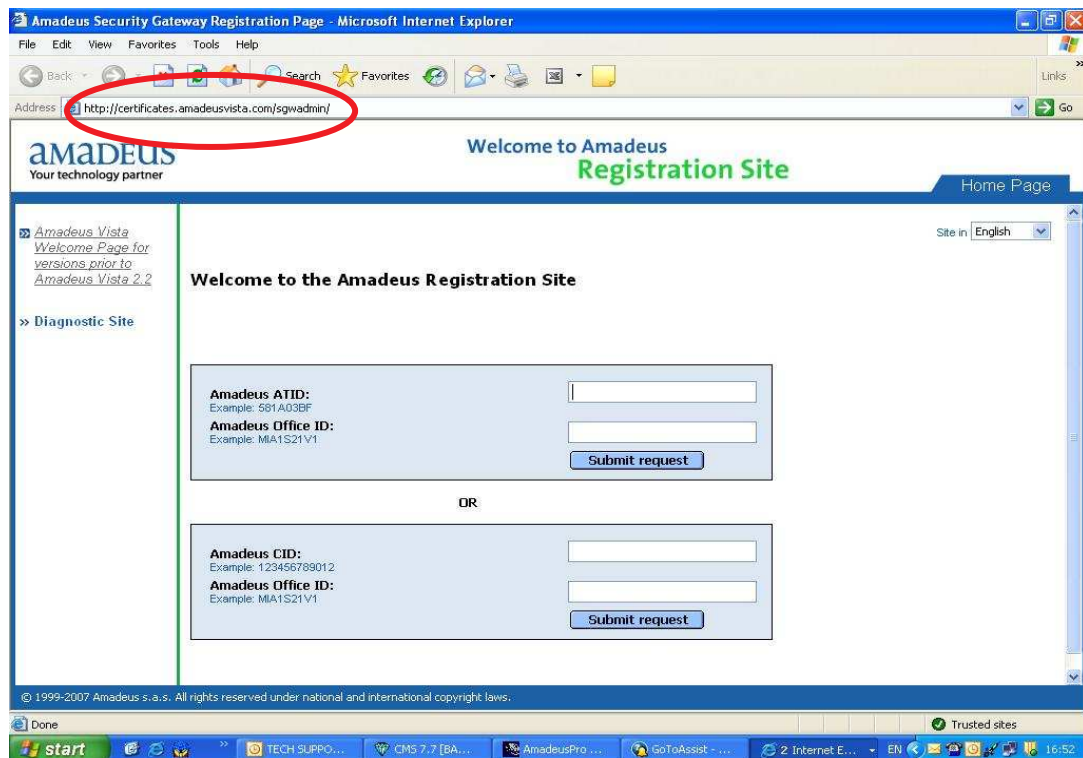 Amadeus Security Gateway Registration Page - Microsoft Internet Explorer
File Edit View Favorites Tools Help
Back Search Favorites Links
Address http://certificates.amadeusvista.com/sgwadmin/ Go
amadeus
Your technology partner
Welcome to Amadeus
Registration Site
Home Page
Amadeus Vista
Welcome Page for
versions prior to
Amadeus Vista 2.2
» Diagnostic Site
Site in English
Welcome to the Amadeus Registration Site
Amadeus ATID:
Example: 581A03BF
Amadeus Office ID:
Example: MIA1S21V1
Submit request
OR
Amadeus CID:
Example: 123456789012
Amadeus Office ID:
Example: MIA1S21V1
Submit request
© 1999-2007 Amadeus s.a.s. All rights reserved under national and international copyright laws.
Done Trusted sites
start TECH SUPPO... CMS 7.7 [BA... AmadeusPro ... GoToAssist - ... 2 Internet E... EN 16:52